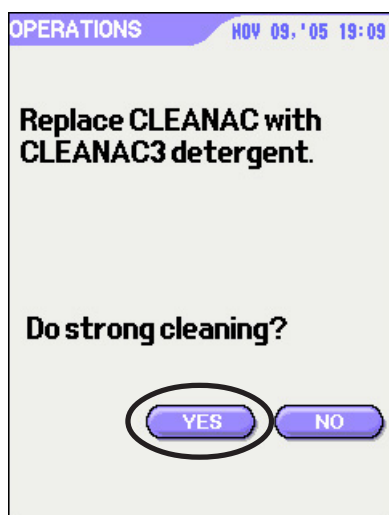 OPERATIONS NOV 09,'05 19:09
Replace CLEANAC with
CLEANAC3 detergent.
Do strong cleaning?
YES NO